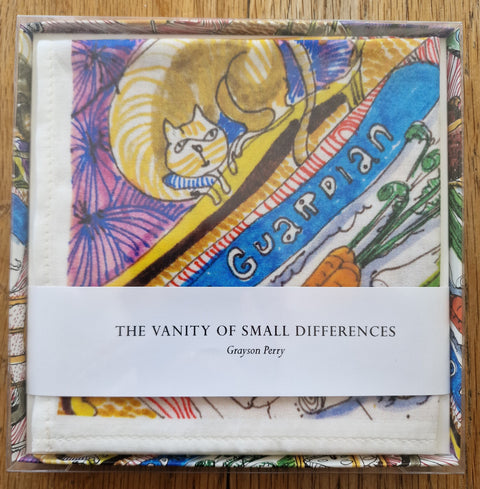 GUARDIAN
THE VANITY OF SMALL DIFFERENCES
Grayson Perry